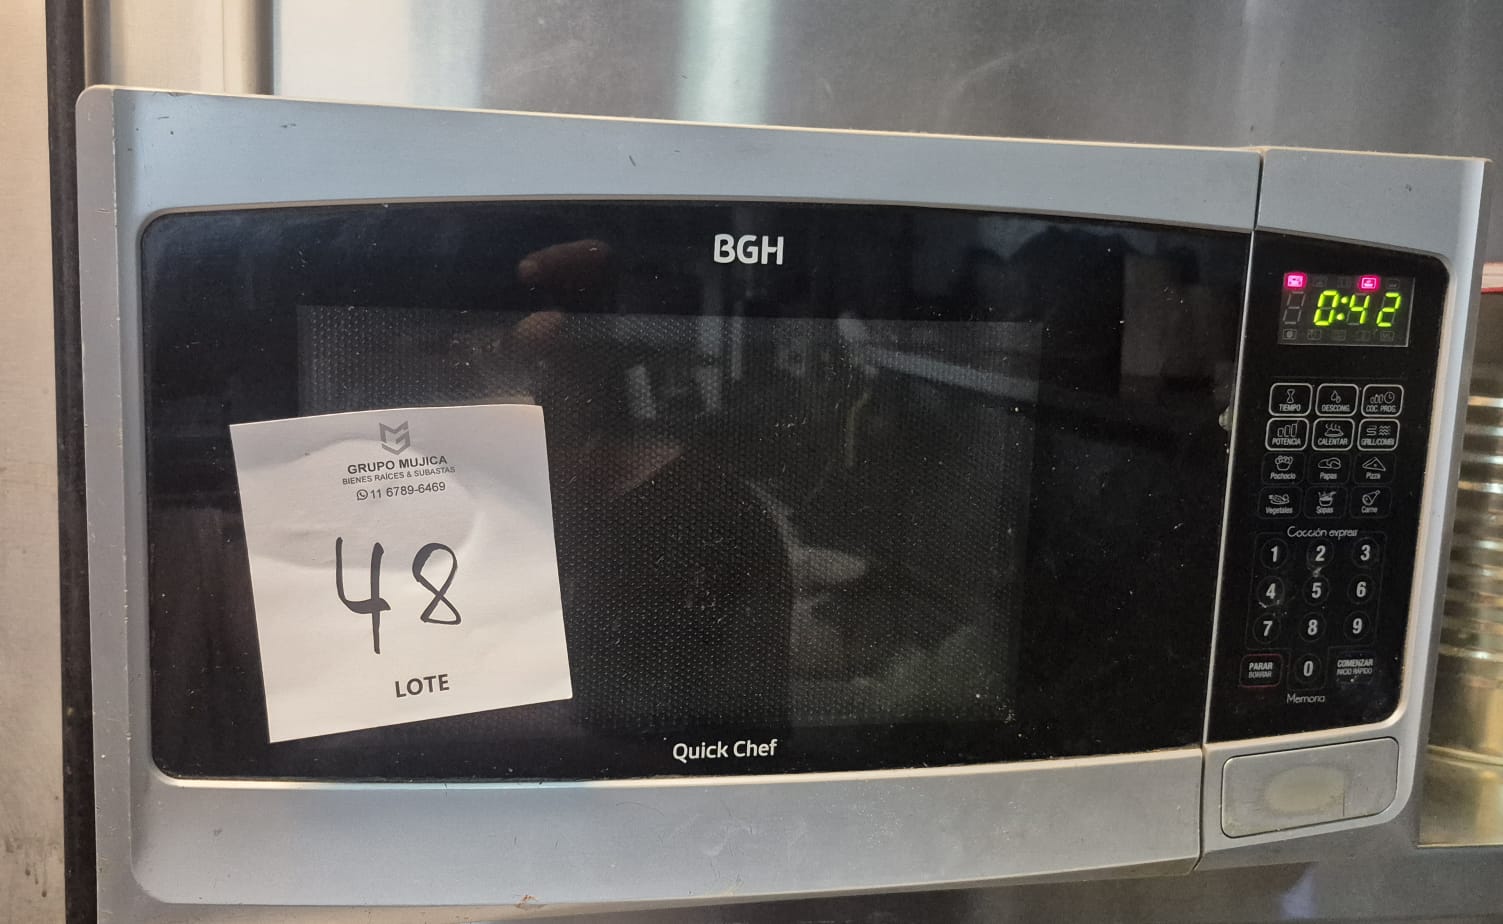 BGH
GRUPO MUJICA
BIENES RAÍCES & SUBASTAS
11 6789-6469
48
LOTE
Quick Chef
0:42
TIEMPO DESCONG. COC. PROG.
POTENCIA CALENTAR GRILL/COMBI
Pochoclo Papas Pizza
Vegetales Sopas Carne
Cocción express
1 2 3
4 5 6
7 8 9
PARAR
BORRAR
0
COMENZAR
INICIO RÁPIDO
Memoria